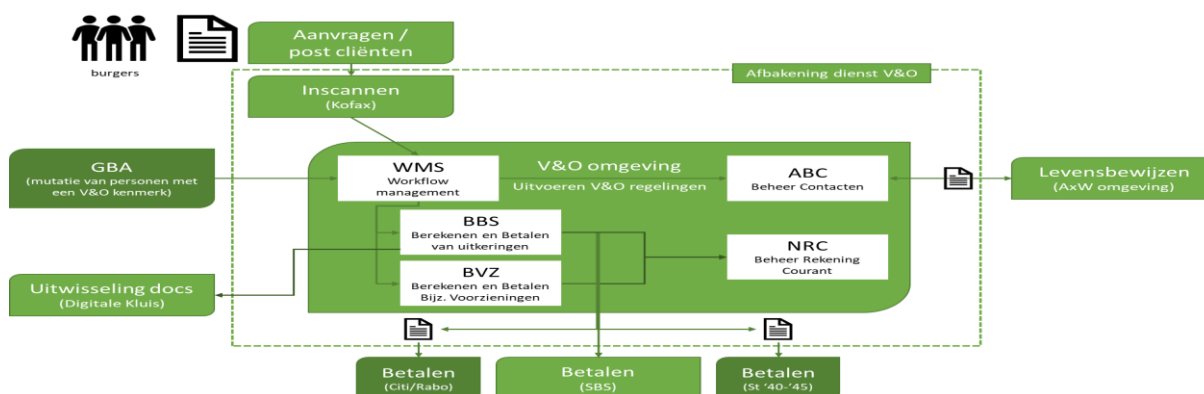 burgers
Aanvragen /
post cliënten
Afbakening dienst V&O
Inscannen
(Kofax)
GBA
(mutatie van personen met
een V&O kenmerk)
WMS
Workflow
management
V&O omgeving
Uitvoeren V&O regelingen
ABC
Beheer Contacten
Levensbewijzen
(AxW omgeving)
BBS
Berekenen en Betalen
van uitkeringen
NRC
Beheer Rekening
Courant
BVZ
Berekenen en Betalen
Bijz. Voorzieningen
Uitwisseling docs
(Digitale Kluis)
Betalen
(Citi/Rabo)
Betalen
(SBS)
Betalen
(St '40-'45)